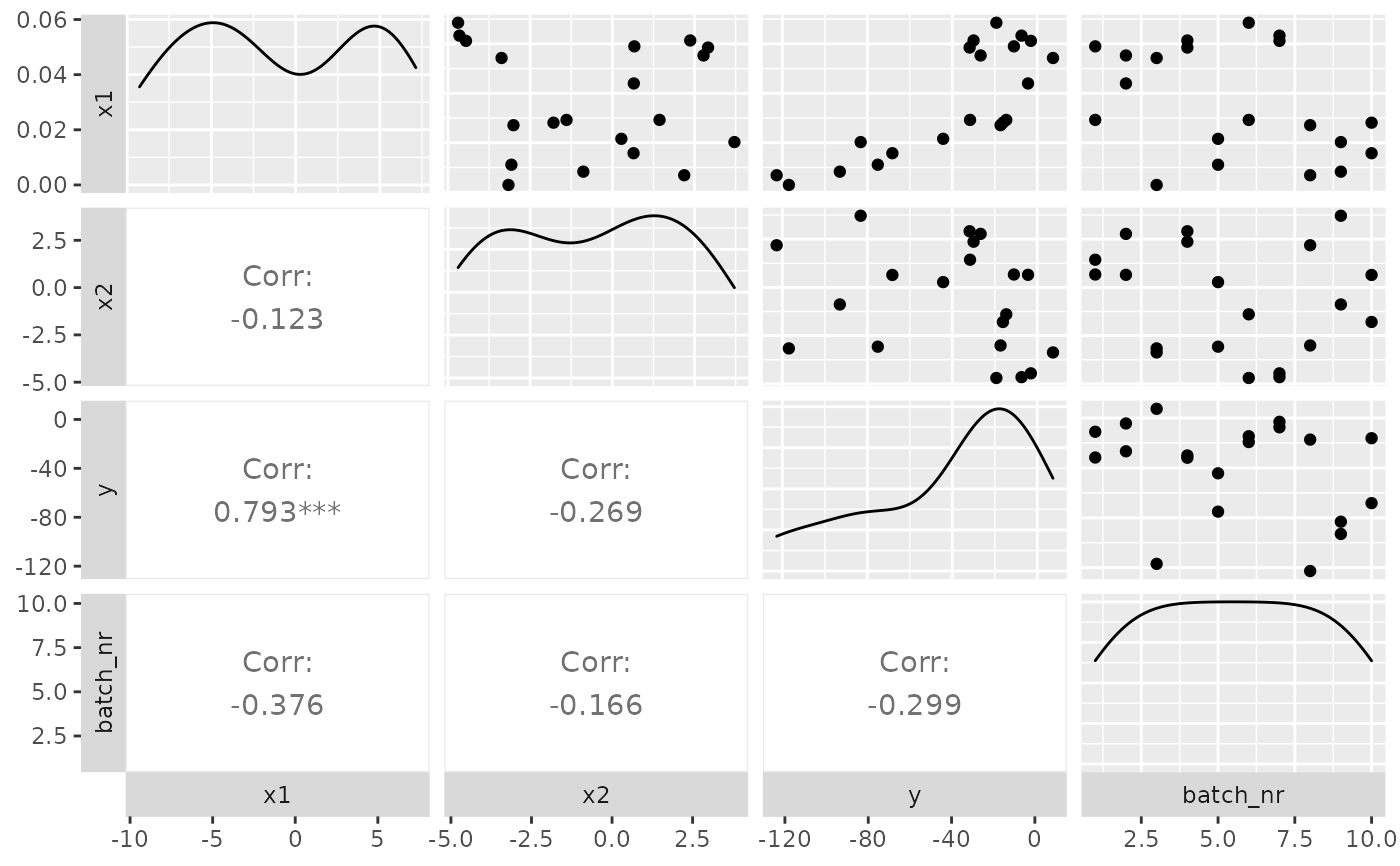 0.06
0.04
0.02
0.00
x1
2.5
0.0
-2.5
-5.0
x2
Corr:
-0.123
0
-40
-80
-120
y
Corr:
0.793***
Corr:
-0.269
10.0
7.5
5.0
2.5
batch_nr
Corr:
-0.376
Corr:
-0.166
Corr:
-0.299
x1 x2 y batch_nr
-10 -5 0 5 -5.0 -2.5 0.0 2.5 -120 -80 -40 0 2.5 5.0 7.5 10.0